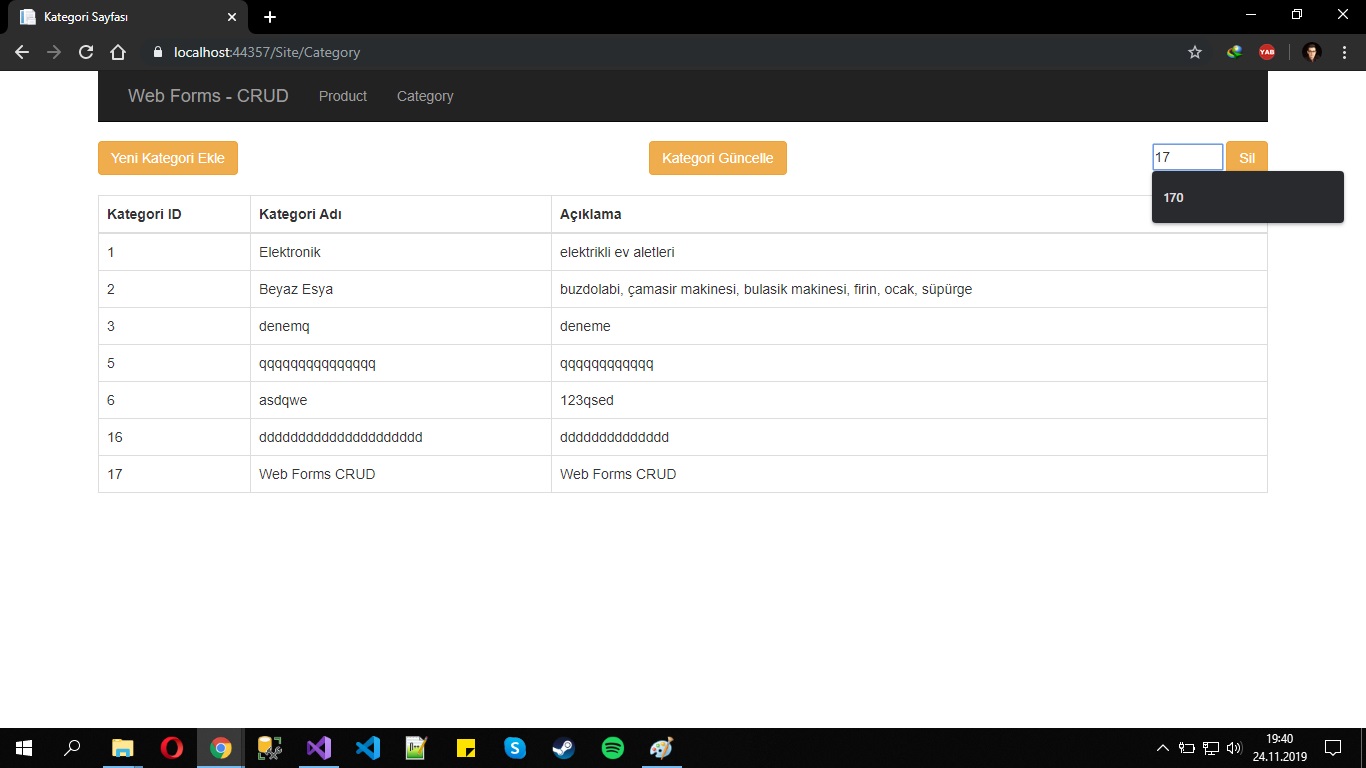 Kategori Sayfası
localhost:44357/Site/Category
YAB
Web Forms - CRUD Product Category
Yeni Kategori Ekle Kategori Güncelle 17 Sil
170
Kategori ID Kategori Adı Açıklama
1 Elektronik elektrikli ev aletleri
2 Beyaz Esya buzdolabi, çamasir makinesi, bulasik makinesi, firin, ocak, süpürge
3 denemq deneme
5 qqqqqqqqqqqqqqq qqqqqqqqqqqq
6 asdqwe 123qsed
16 ddddddddddddddddddddd dddddddddddddd
17 Web Forms CRUD Web Forms CRUD
19:40
24.11.2019